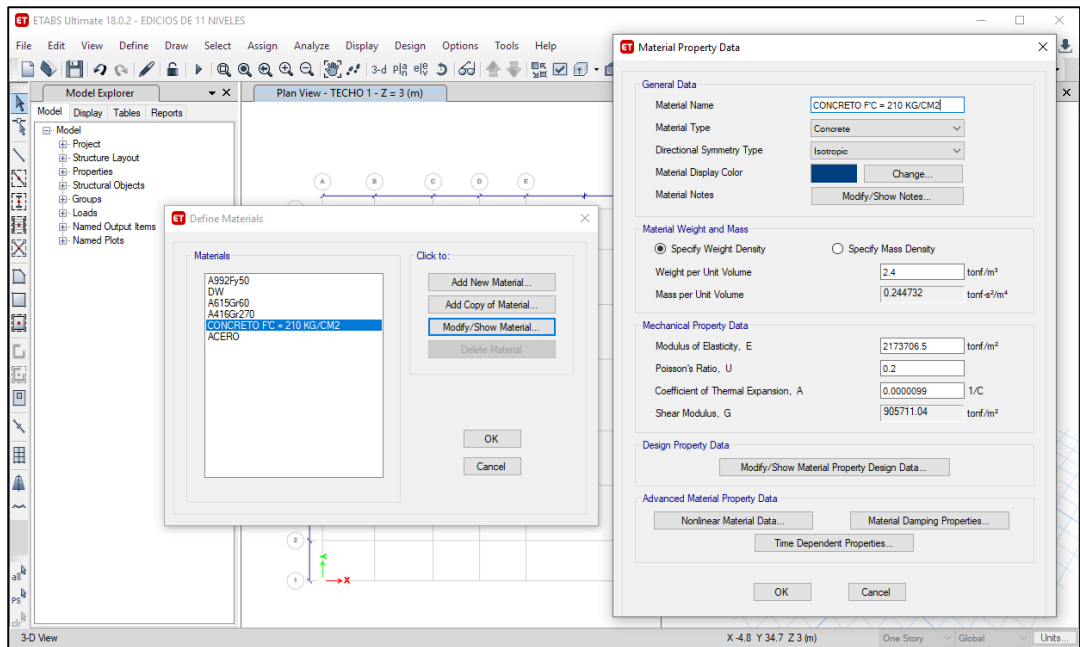 ET ETABS Ultimate 18.0.2 - EDICIOS DE 11 NIVELES
File Edit View Define Draw Select Assign Analyze Display Design Options Tools Help
3-d
Model Explorer
Plan View - TECHO 1 - Z = 3 (m)
Model Display Tables Reports
Model
Project
Structure Layout
Properties
Structural Objects
Groups
Loads
Named Output Items
Named Plots
A B C D E
2
1
X
Y
all
PS
clr
ET Define Materials
Materials
A992Fy50
DW
A615Gr60
A416Gr270
CONCRETO F'C = 210 KG/CM2
ACERO
Click to:
Add New Material...
Add Copy of Material...
Modify/Show Material...
Delete Material
OK
Cancel
ET Material Property Data
General Data
Material Name CONCRETO F'C = 210 KG/CM2
Material Type Concrete
Directional Symmetry Type Isotropic
Material Display Color Change...
Material Notes Modify/Show Notes...
Material Weight and Mass
Specify Weight Density Specify Mass Density
Weight per Unit Volume 2.4 tonf/m³
Mass per Unit Volume 0.244732 tonf-s²/m⁴
Mechanical Property Data
Modulus of Elasticity, E 2173706.5 tonf/m²
Poisson's Ratio, U 0.2
Coefficient of Thermal Expansion, A 0.0000099 1/C
Shear Modulus, G 905711.04 tonf/m²
Design Property Data
Modify/Show Material Property Design Data...
Advanced Material Property Data
Nonlinear Material Data... Material Damping Properties...
Time Dependent Properties...
OK Cancel
3-D View X -4.8 Y 34.7 Z 3 (m) One Story Global Units...